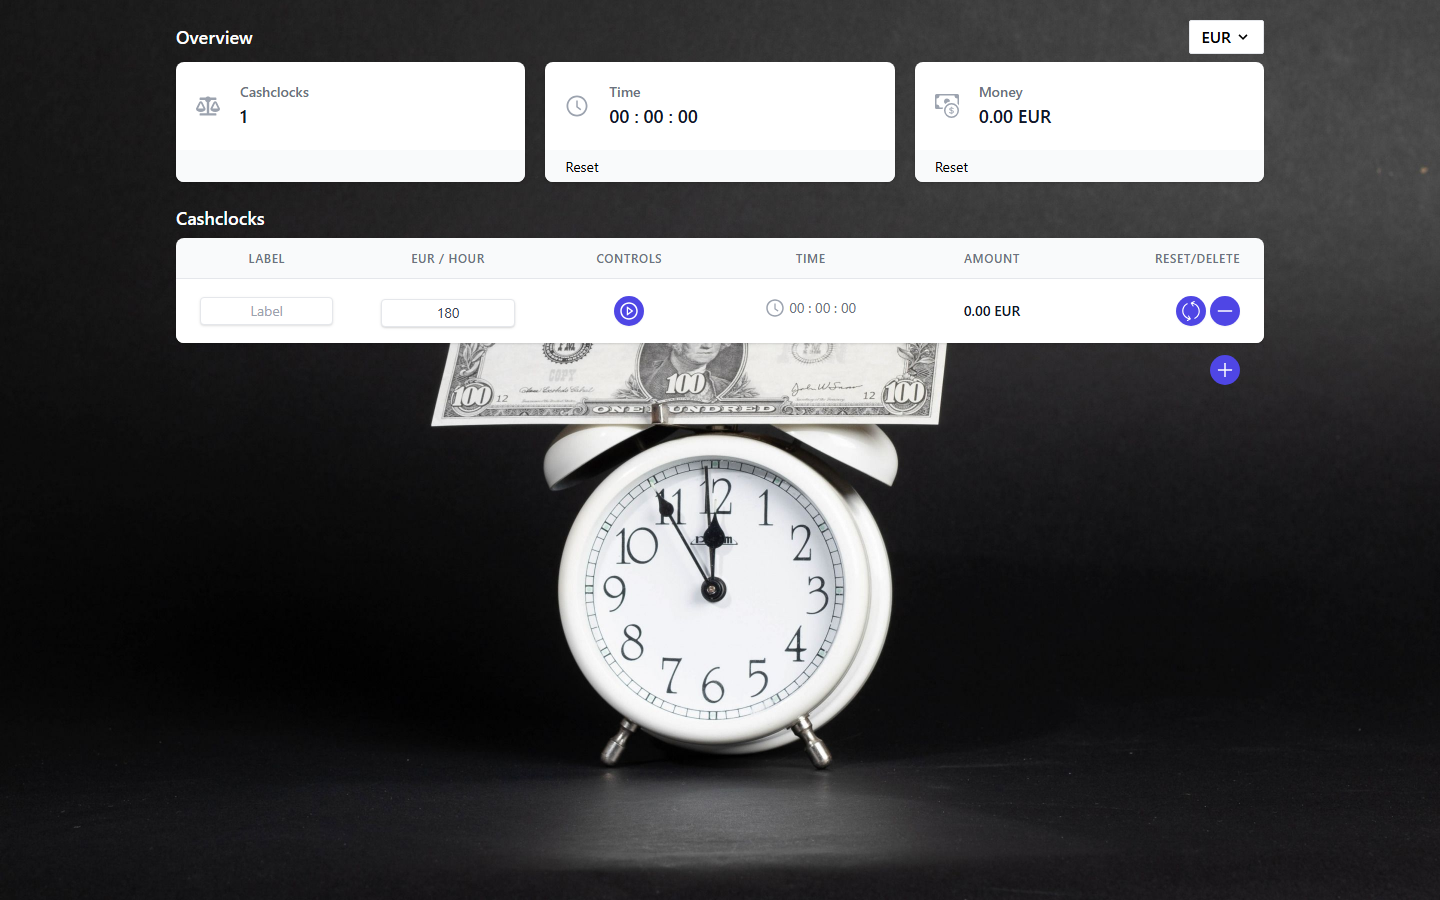 Overview
EUR
Cashclocks
1
Time
00 : 00 : 00
Reset
Money
0.00 EUR
Reset
Cashclocks
LABEL EUR / HOUR CONTROLS TIME AMOUNT RESET/DELETE
Label 180 00 : 00 : 00 0.00 EUR
COPY
100 12 100 12 100
ONE HUNDRED
11 12 1
10 2
9 3
8 4
7 6 5